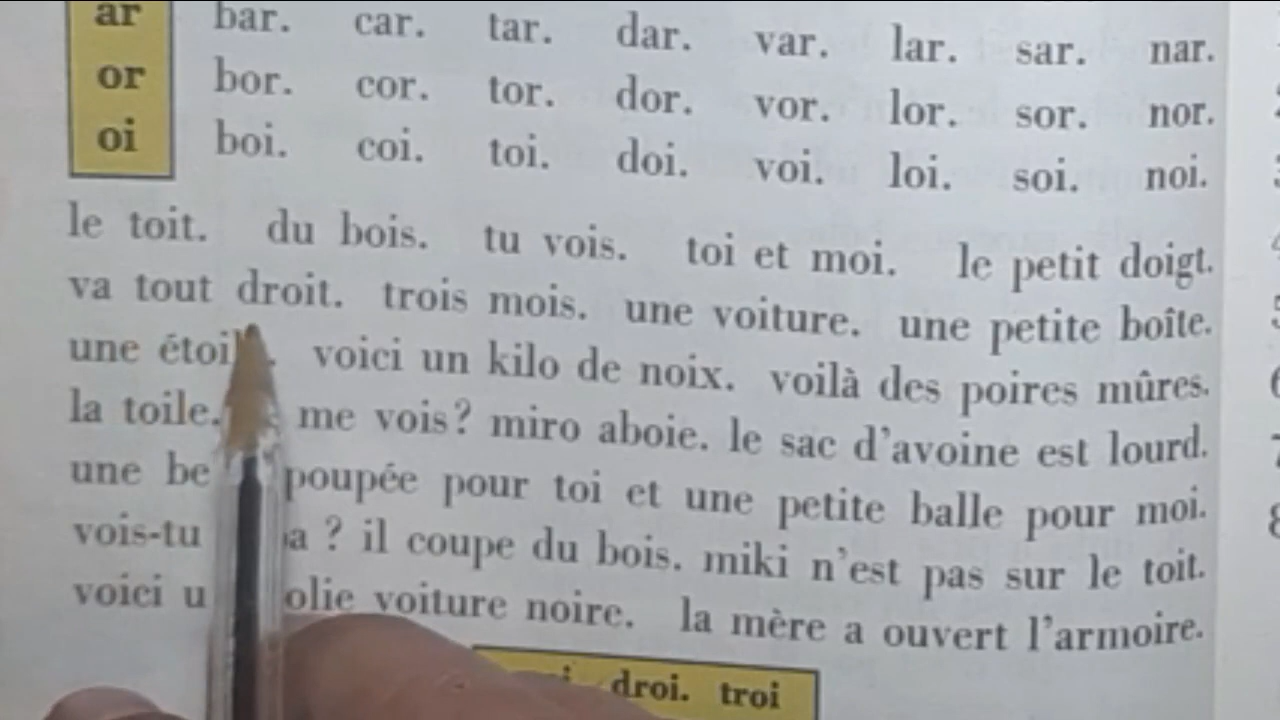 ar bar. car. tar. dar. var. lar. sar. nar.
or bor. cor. tor. dor. vor. lor. sor. nor.
oi boi. coi. toi. doi. voi. loi. soi. noi.
le toit. du bois. tu vois. toi et moi. le petit doigt.
va tout droit. trois mois. une voiture. une petite boîte.
une voici un kilo de noix. voilà des poires mûres.
la toile. me vois? miro aboie. le sac d'avoine est lourd.
une poupée pour toi et une petite balle pour moi.
vois-tu ? il coupe du bois. miki n'est pas sur le toit.
voici voiture noire. la mère a ouvert l'armoire.
droi. troi